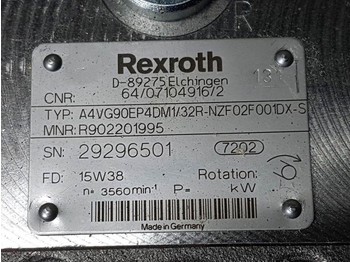 R
Rexroth
D-89275 Elchingen
CNR: 64/07104916/2
TYP: A4VG90EP4DM1/32R-NZF02F001DX-S
MNR: R902201995
SN: 29296501 7202
FD: 15W38 Rotation:
n= 3560min-1 P= kW
Made in Germany